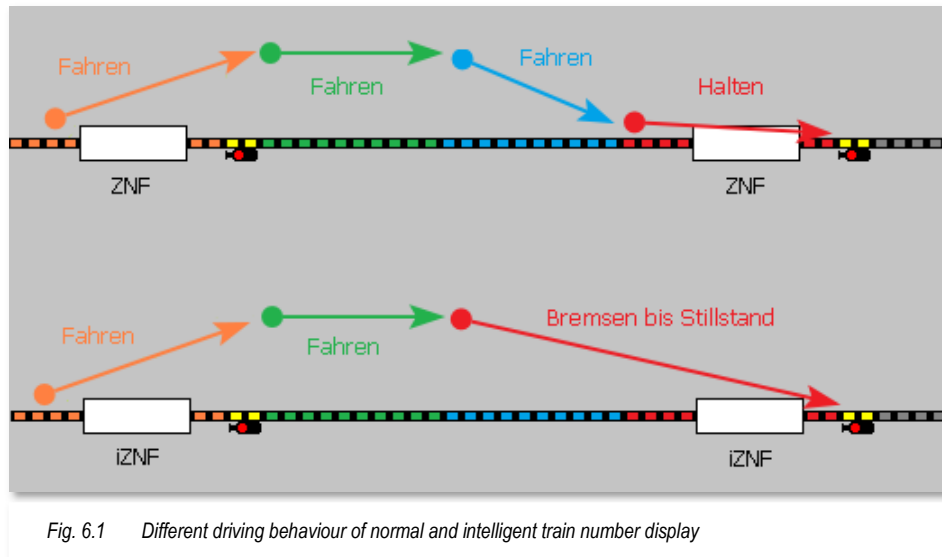 Fahren
Fahren
Fahren
Halten
ZNF
ZNF
Fahren
Fahren
Bremsen bis Stillstand
iZNF
iZNF
Fig. 6.1 Different driving behaviour of normal and intelligent train number display